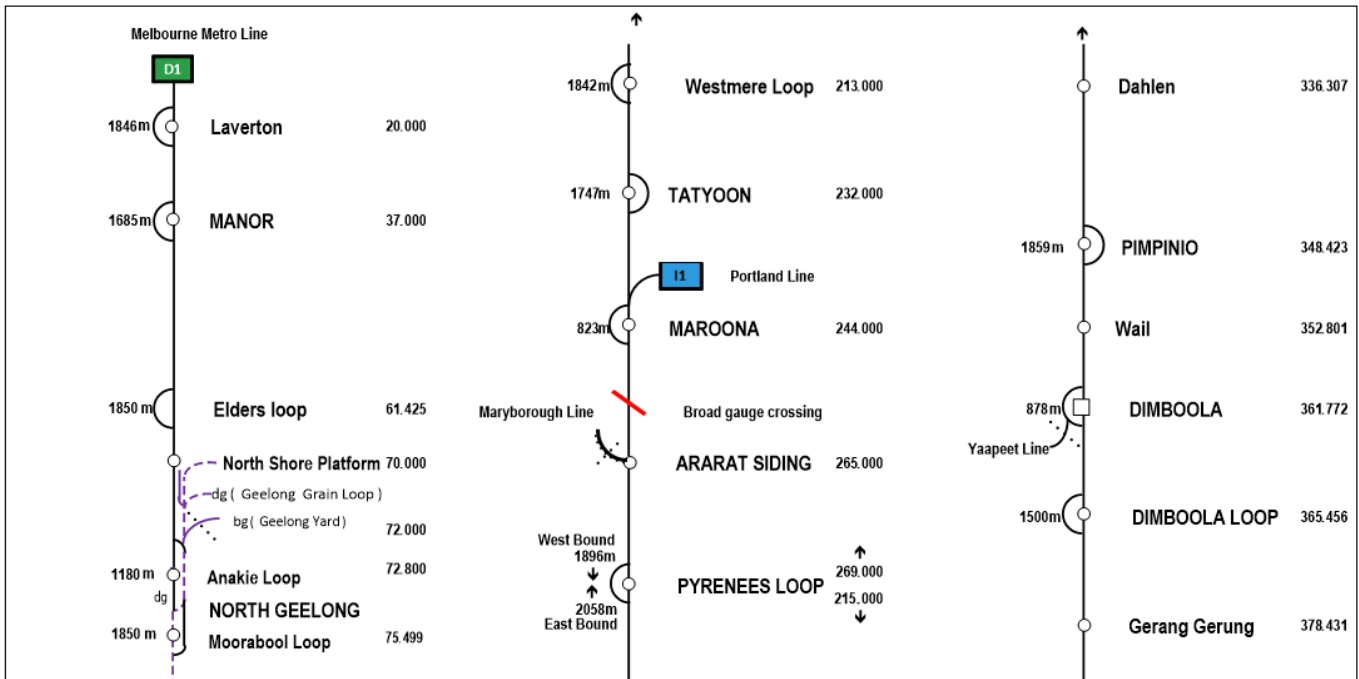 Melbourne Metro Line
D1
1846m Laverton 20.000
1685m MANOR 37.000
1850 m Elders loop 61.425
North Shore Platform 70.000
dg ( Geelong Grain Loop )
bg ( Geelong Yard ) 72.000
1180 m Anakie Loop 72.800
dg
NORTH GEELONG
1850 m Moorabool Loop 75.499
1842m Westmere Loop 213.000
1747m TATYOON 232.000
I1 Portland Line
823m MAROONA 244.000
Maryborough Line Broad gauge crossing
ARARAT SIDING 265.000
West Bound
1896m
PYRENEES LOOP 269.000
215.000
2058m
East Bound
Dahlen 336.307
1859m PIMPINIO 348.423
Wail 352.801
878m DIMBOOLA 361.772
Yaapeet Line
1500m DIMBOOLA LOOP 365.456
Gerang Gerung 378.431